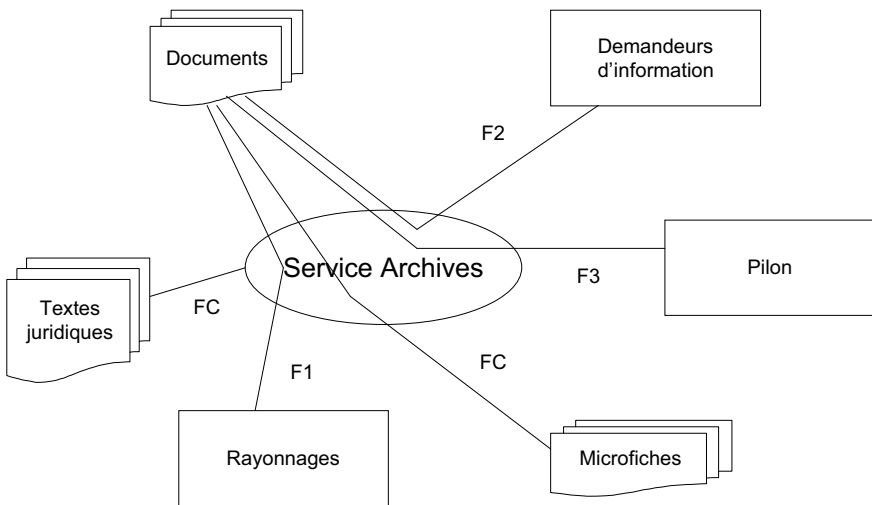 Documents
Demandeurs
d’information
F2
Service Archives
F3
Pilon
Textes
juridiques
FC
F1
FC
Rayonnages
Microfiches